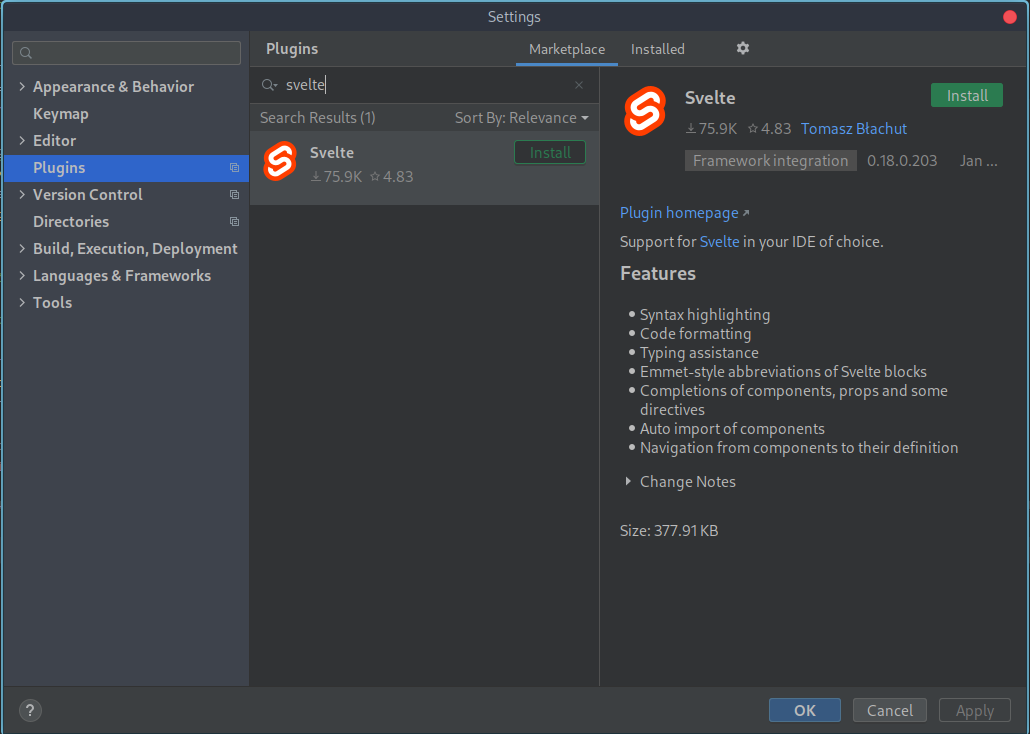 Settings
Plugins
Marketplace
Installed
Appearance & Behavior
Keymap
Editor
Plugins
Version Control
Directories
Build, Execution, Deployment
Languages & Frameworks
Tools
svelte
Search Results (1)
Sort By: Relevance
Svelte
Install
75.9K 4.83
Svelte
Install
75.9K 4.83 Tomasz Błachut
Framework integration 0.18.0.203 Jan ...
Plugin homepage
Support for Svelte in your IDE of choice.
Features
Syntax highlighting
Code formatting
Typing assistance
Emmet-style abbreviations of Svelte blocks
Completions of components, props and some
directives
Auto import of components
Navigation from components to their definition
Change Notes
Size: 377.91 KB
?
OK
Cancel
Apply